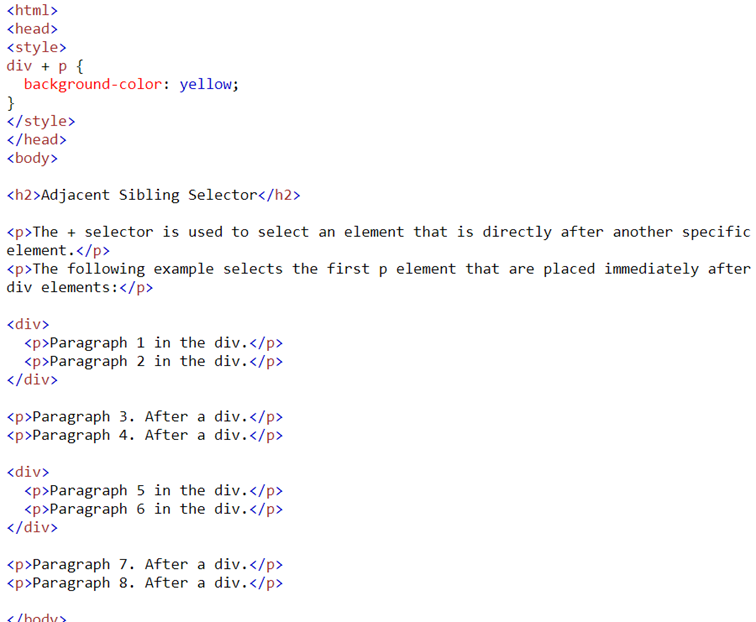 <html>
<head>
<style>
div + p {
  background-color: yellow;
}
</style>
</head>
<body>

<h2>Adjacent Sibling Selector</h2>

<p>The + selector is used to select an element that is directly after another specific
element.</p>
<p>The following example selects the first p element that are placed immediately after
div elements:</p>

<div>
  <p>Paragraph 1 in the div.</p>
  <p>Paragraph 2 in the div.</p>
</div>

<p>Paragraph 3. After a div.</p>
<p>Paragraph 4. After a div.</p>

<div>
  <p>Paragraph 5 in the div.</p>
  <p>Paragraph 6 in the div.</p>
</div>

<p>Paragraph 7. After a div.</p>
<p>Paragraph 8. After a div.</p>

</body>